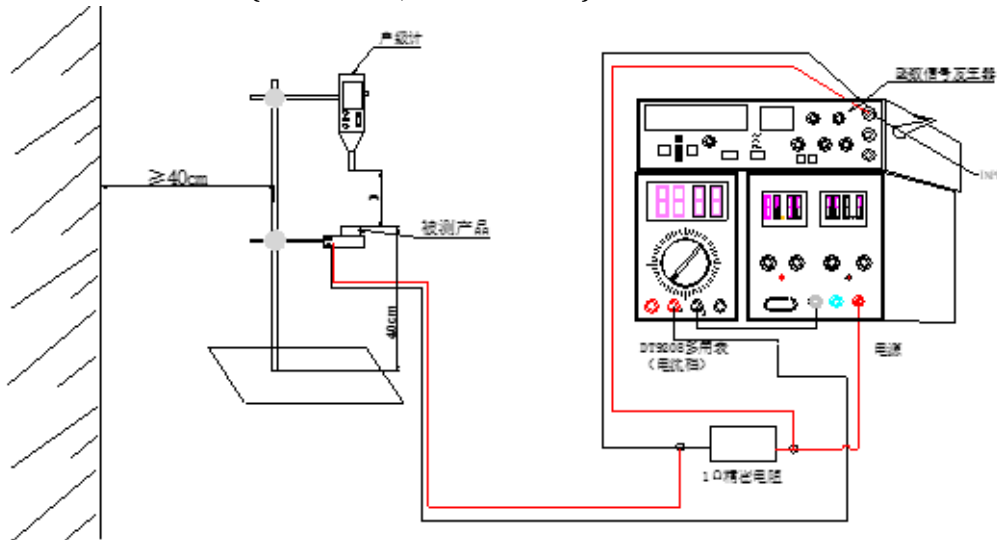 声级计
函数信号发生器
≥40cm
INPU
被测产品
40cm
DT9208多用表
（电流档）
电源
1Ω精密电阻